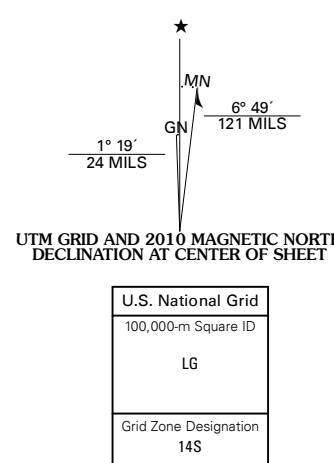 ★
MN
GN
6° 49´
121 MILS
1° 19´
24 MILS
UTM GRID AND 2010 MAGNETIC NORTH
DECLINATION AT CENTER OF SHEET
U.S. National Grid
100,000-m Square ID
LG
Grid Zone Designation
14S